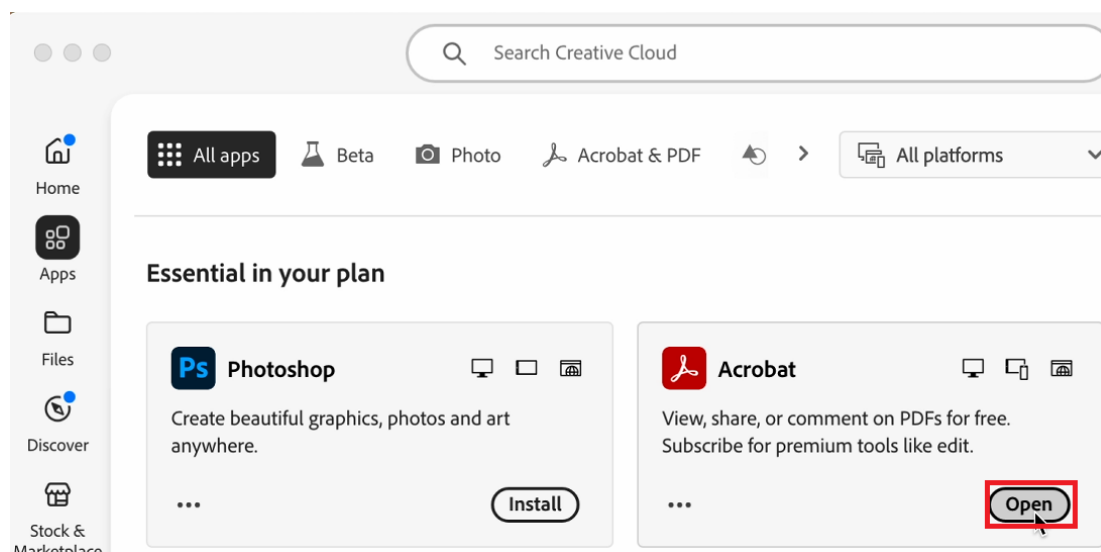 Search Creative Cloud
All apps
Beta
Photo
Acrobat & PDF
All platforms
Home
Apps
Files
Discover
Stock &
Marketplace
Essential in your plan
Ps Photoshop
Create beautiful graphics, photos and art
anywhere.
Install
Acrobat
View, share, or comment on PDFs for free.
Subscribe for premium tools like edit.
Open